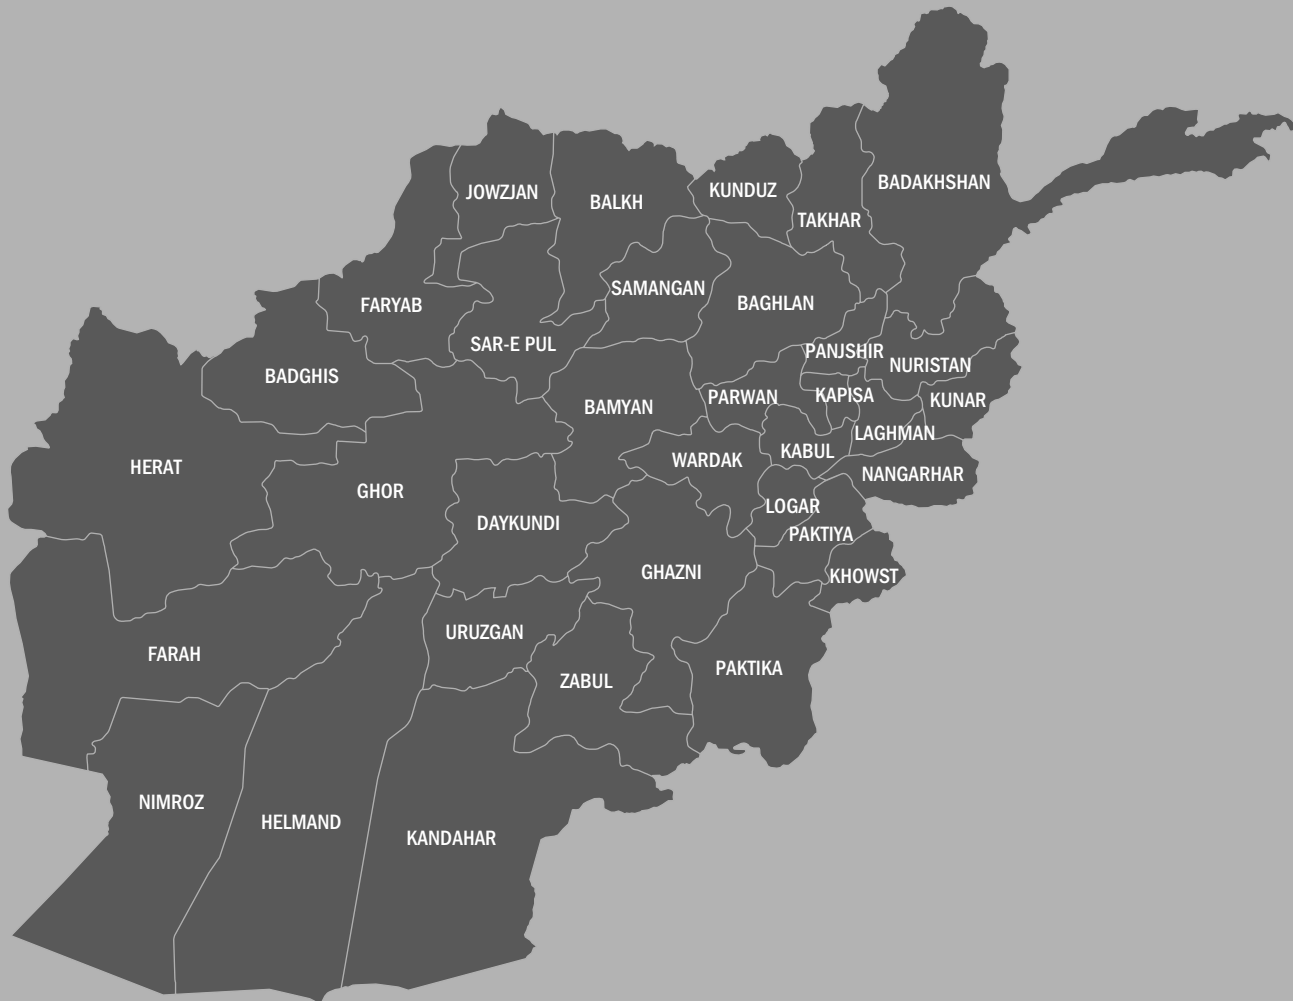 BADAKHSHAN
JOWZJAN
BALKH
KUNDUZ
TAKHAR
FARYAB
SAMANGAN
BAGHLAN
SAR-E PUL
PANJSHIR
NURISTAN
BADGHIS
BAMYAN
PARWAN
KAPISA
KUNAR
LAGHMAN
HERAT
WARDAK
KABUL
NANGARHAR
GHOR
LOGAR
DAYKUNDI
PAKTIYA
GHAZNI
KHOWST
URUZGAN
FARAH
ZABUL
PAKTIKA
NIMROZ
HELMAND
KANDAHAR